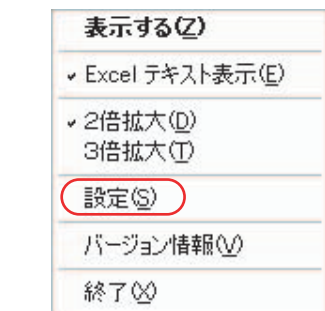 表示する(Z)
✓ Excel テキスト表示(E)
✓ 2倍拡大(D)
3倍拡大(T)
設定(S)
バージョン情報(V)
終了(X)